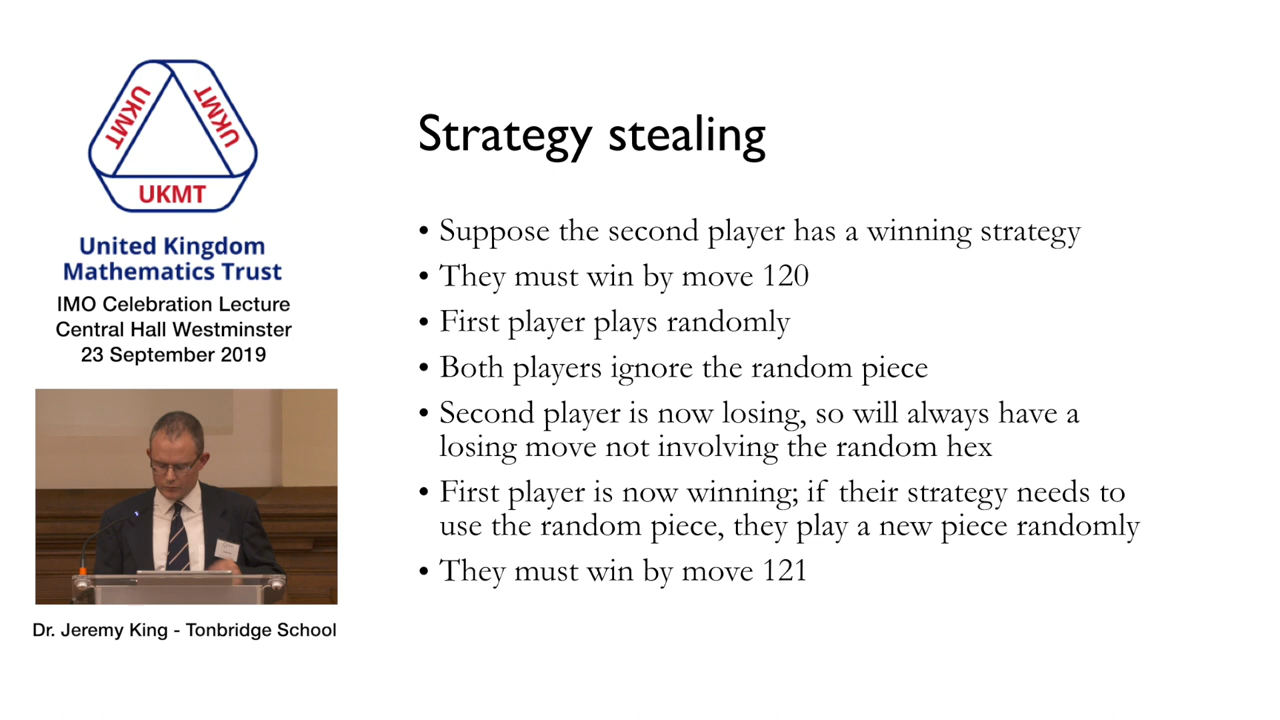 UKMT
UKMT
UKMT
United Kingdom
Mathematics Trust
IMO Celebration Lecture
Central Hall Westminster
23 September 2019
Dr. Jeremy King - Tonbridge School
Strategy stealing
• Suppose the second player has a winning strategy
• They must win by move 120
• First player plays randomly
• Both players ignore the random piece
• Second player is now losing, so will always have a
losing move not involving the random hex
• First player is now winning; if their strategy needs to
use the random piece, they play a new piece randomly
• They must win by move 121